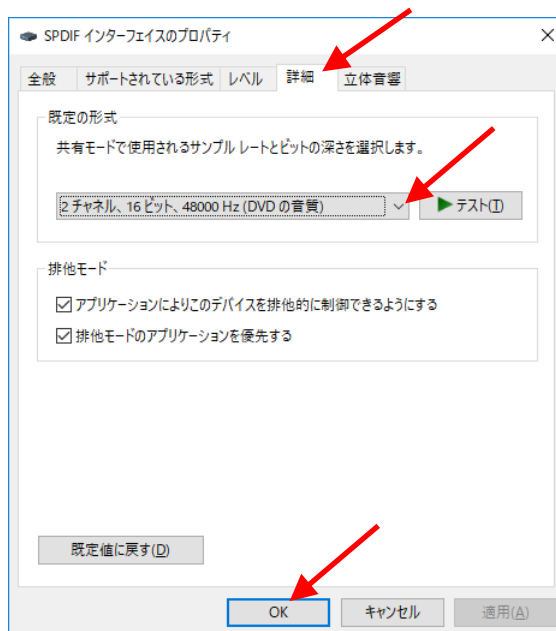 SPDIF インターフェイスのプロパティ
全般 サポートされている形式 レベル 詳細 立体音響
既定の形式
共有モードで使用されるサンプル レートとビットの深さを選択します。
2 チャネル、16 ビット、48000 Hz (DVD の音質) テスト(T)
排他モード
アプリケーションによりこのデバイスを排他的に制御できるようにする
排他モードのアプリケーションを優先する
既定値に戻す(D)
OK キャンセル 適用(A)